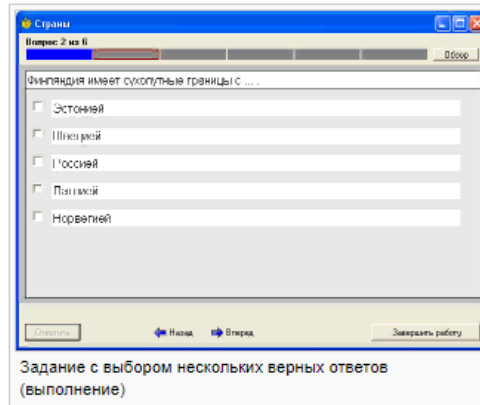 Страны
Вопрос: 2 из 6
Обзор
Финляндия имеет сухопутные границы с ... .
Эстонией
Швецией
Россией
Латвией
Норвегией
Ответить
Назад
Вперед
Завершить работу
Задание с выбором нескольких верных ответов
(выполнение)